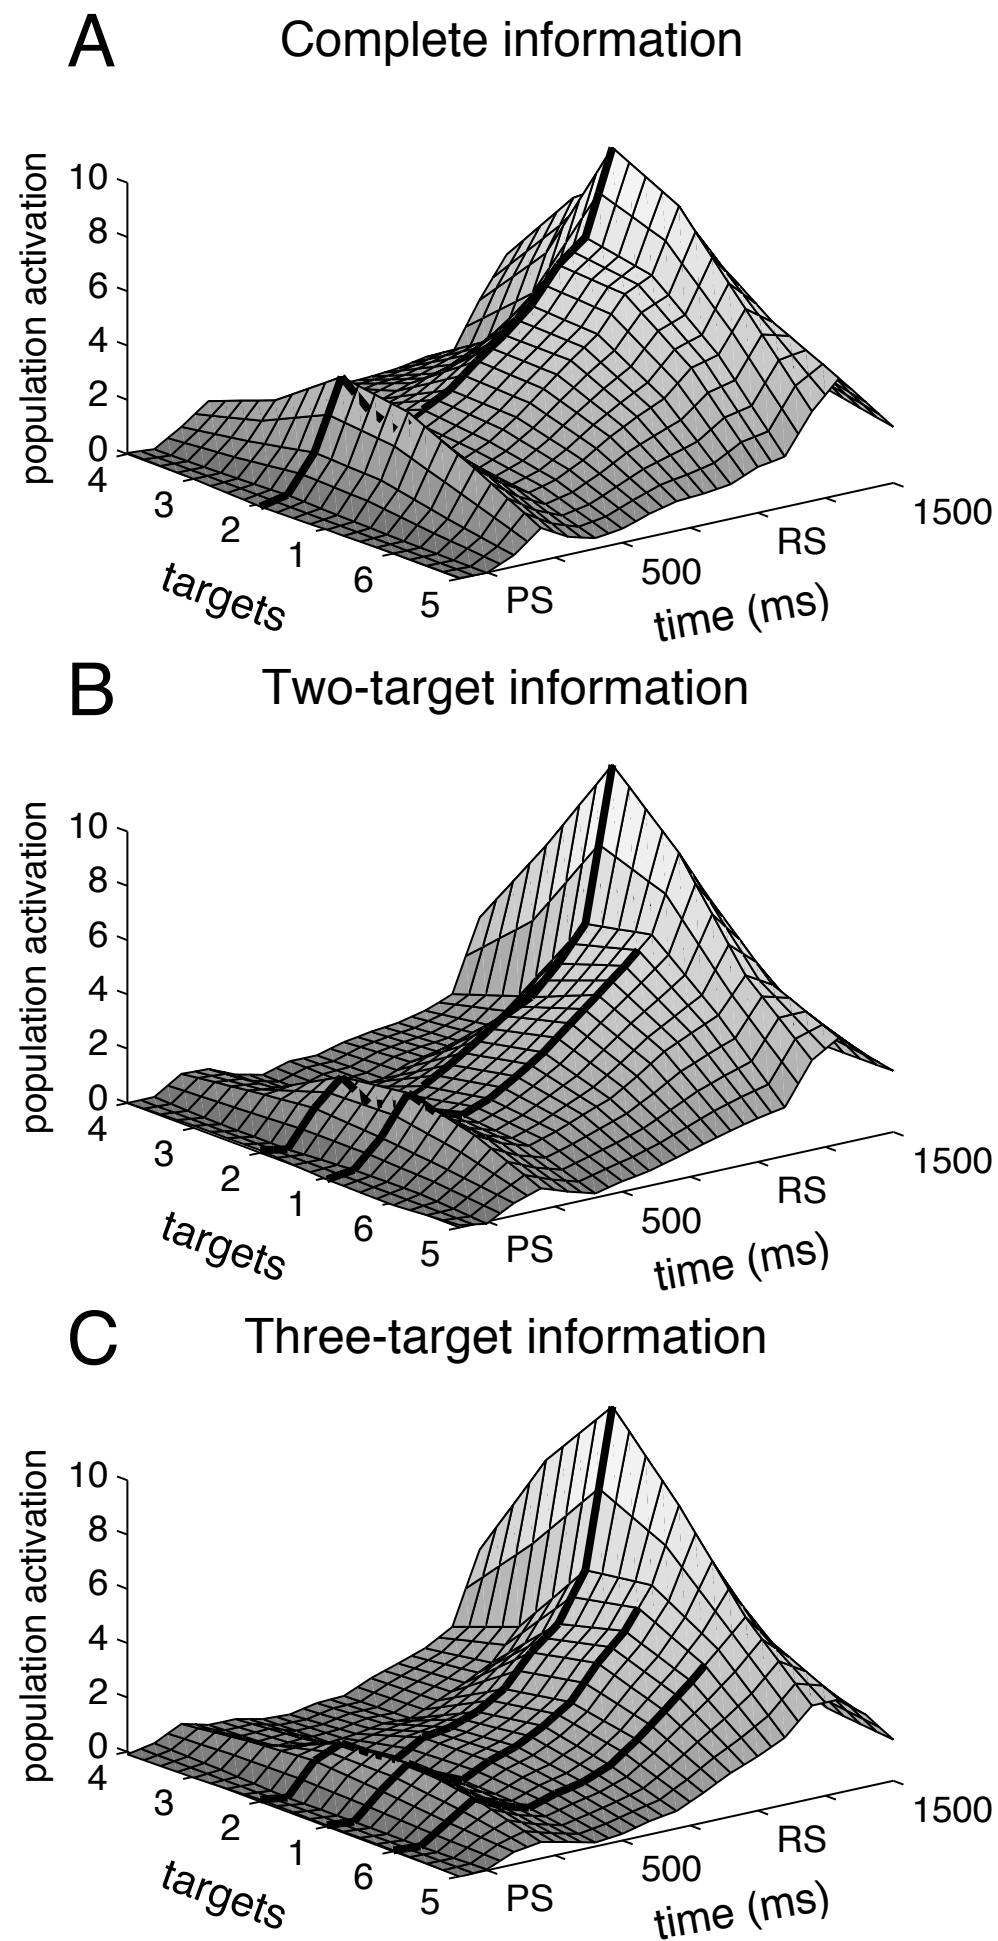 A
Complete information
population activation
10
8
6
4
2
0
4
3
2
1
6
5
targets
PS
500
RS
1500
time (ms)
B
Two-target information
population activation
10
8
6
4
2
0
4
3
2
1
6
5
targets
PS
500
RS
1500
time (ms)
C
Three-target information
population activation
10
8
6
4
2
0
4
3
2
1
6
5
targets
PS
500
RS
1500
time (ms)